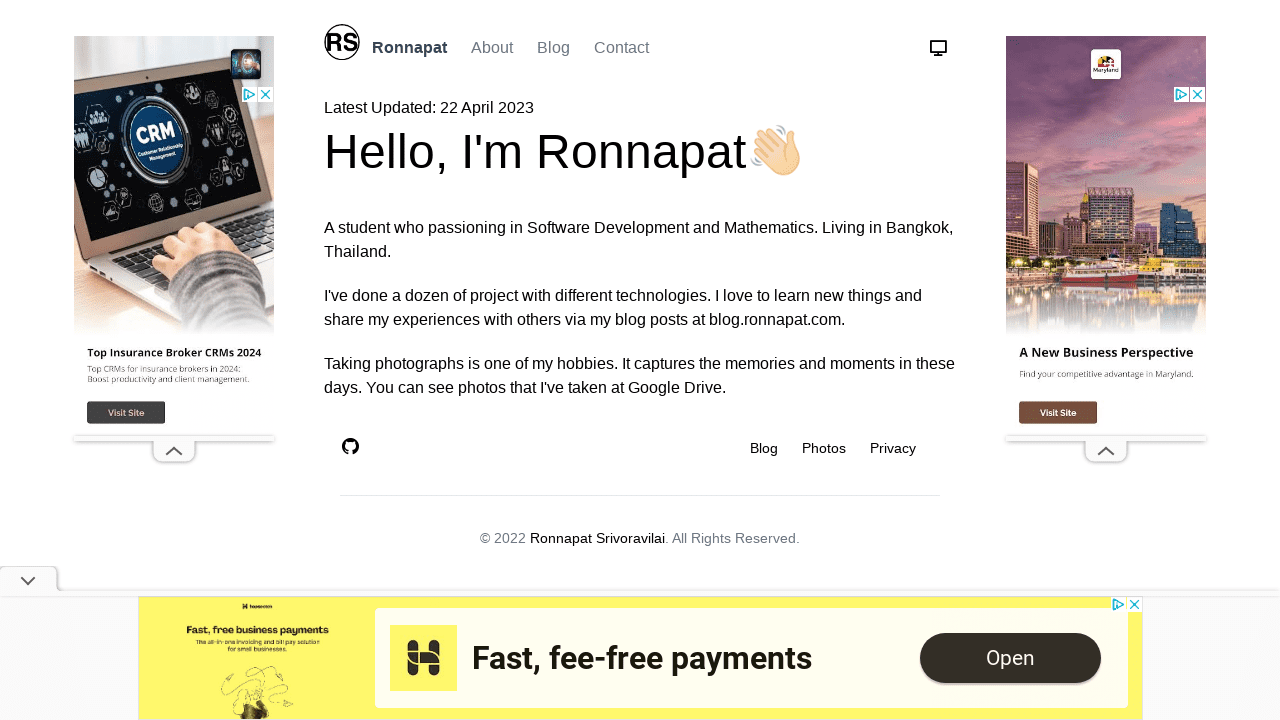 RS
Ronnapat
About
Blog
Contact
Latest Updated: 22 April 2023
Hello, I'm Ronnapat👋🏻
A student who passioning in Software Development and Mathematics. Living in Bangkok,
Thailand.
I've done a dozen of project with different technologies. I love to learn new things and
share my experiences with others via my blog posts at blog.ronnapat.com.
Taking photographs is one of my hobbies. It captures the memories and moments in these
days. You can see photos that I've taken at Google Drive.
Blog
Photos
Privacy
© 2022 Ronnapat Srivoravilai. All Rights Reserved.
CRM
Customer Relationship
Management
Top Insurance Broker CRMs 2024
Top CRMs for insurance brokers in 2024:
Boost productivity and client management.
Visit Site
Maryland
A New Business Perspective
Find your competitive advantage in Maryland.
Visit Site
Fast, free business payments
The all-in-one invoicing and bill pay solution
for small businesses.
Fast, fee-free payments
Open